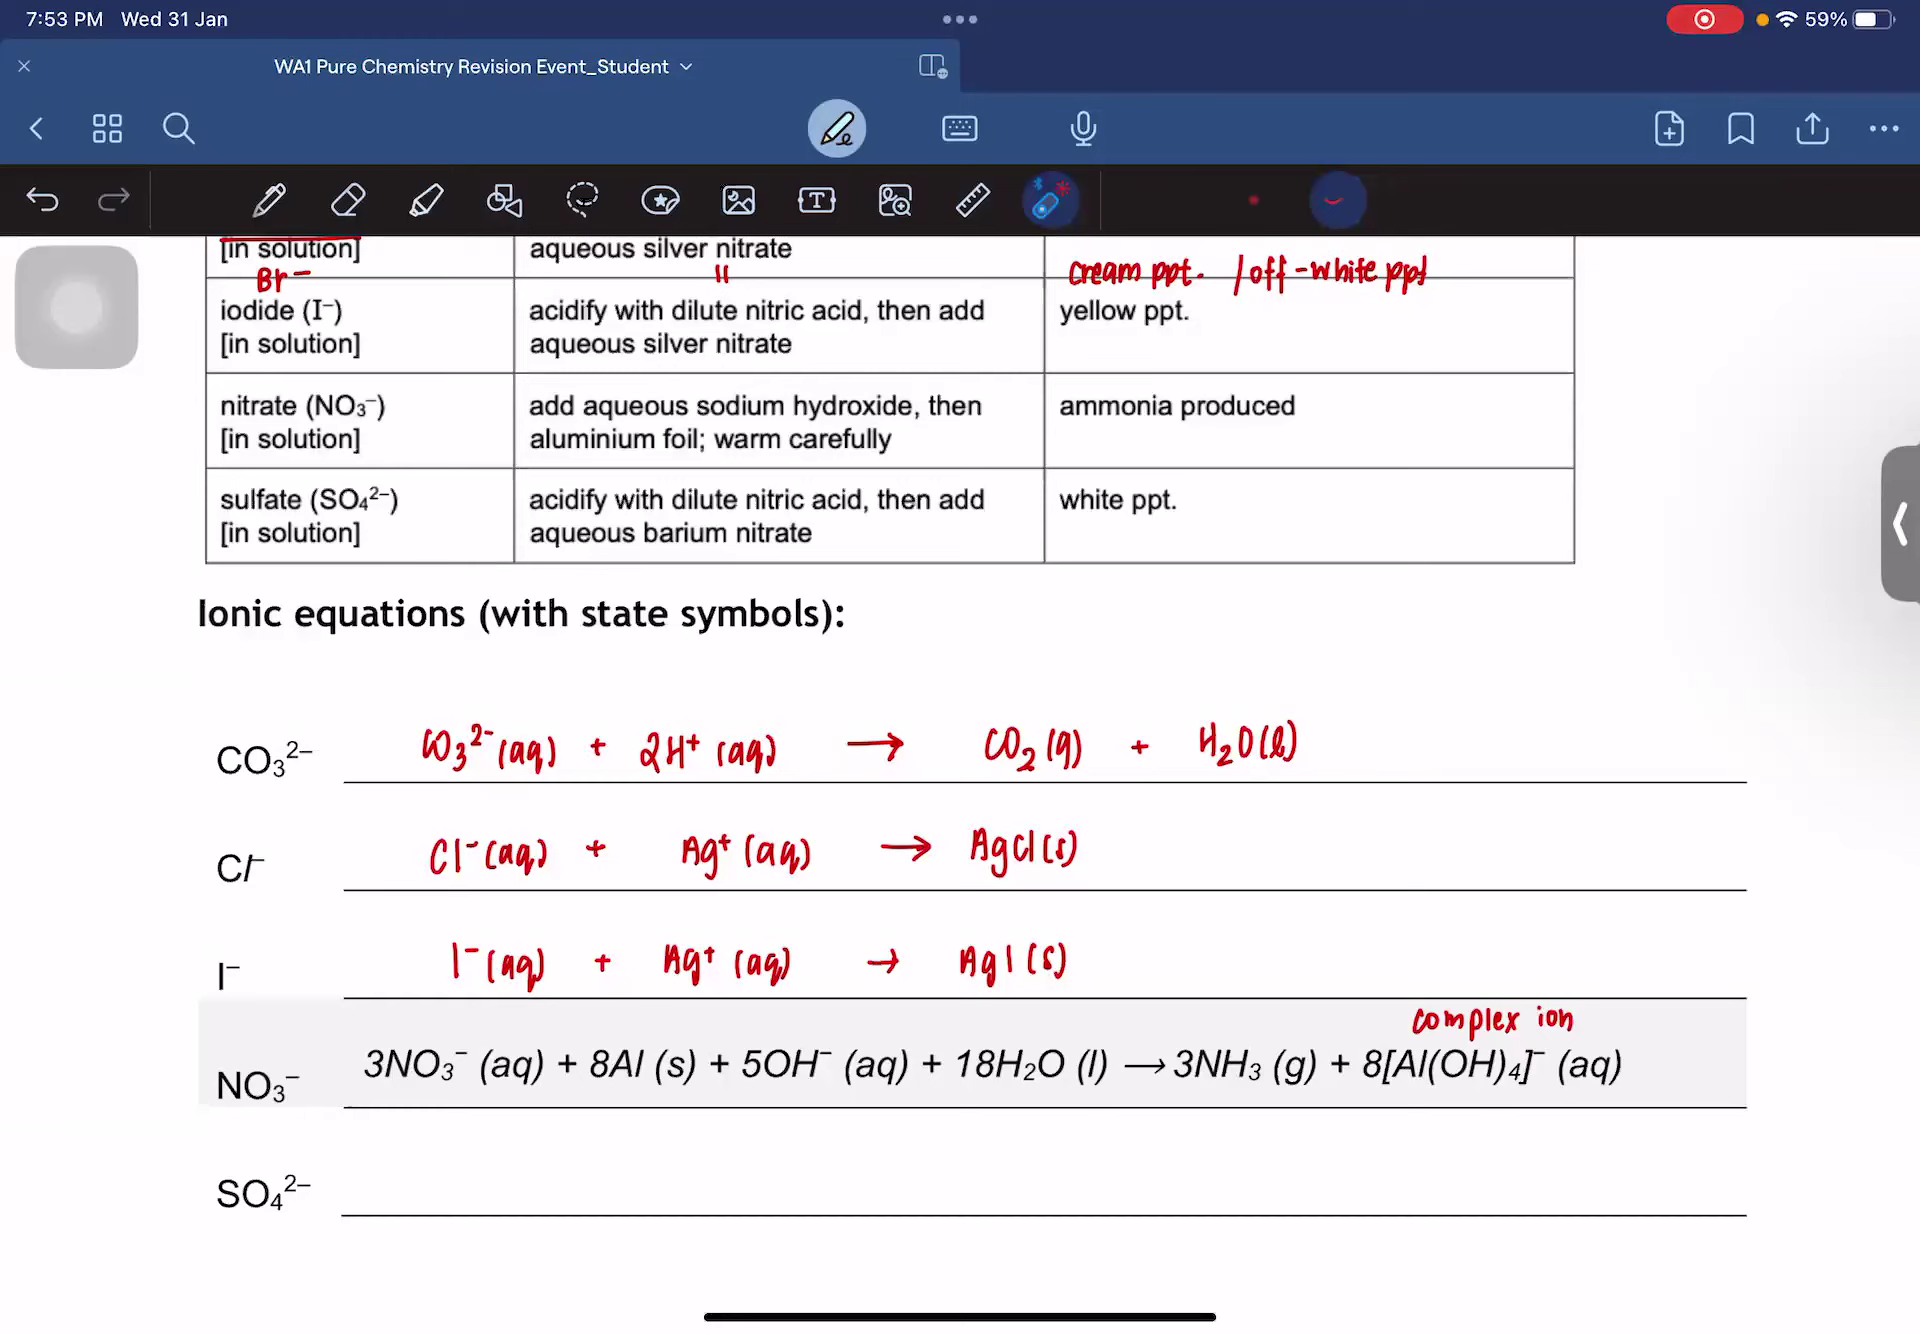 7:53 PM Wed 31 Jan
59%
WA1 Pure Chemistry Revision Event_Student
[in solution]
aqueous silver nitrate
Br⁻
"
cream ppt. / off-white ppt
iodide (I⁻)
[in solution]
acidify with dilute nitric acid, then add
aqueous silver nitrate
yellow ppt.
nitrate (NO₃⁻)
[in solution]
add aqueous sodium hydroxide, then
aluminium foil; warm carefully
ammonia produced
sulfate (SO₄²⁻)
[in solution]
acidify with dilute nitric acid, then add
aqueous barium nitrate
white ppt.
Ionic equations (with state symbols):
CO₃²⁻ CO₃²⁻ (aq) + 2H⁺ (aq) → CO₂ (g) + H₂O (l)
Cl⁻ Cl⁻ (aq) + Ag⁺ (aq) → AgCl (s)
I⁻ I⁻ (aq) + Ag⁺ (aq) → AgI (s)
complex ion
NO₃⁻ 3NO₃⁻ (aq) + 8Al (s) + 5OH⁻ (aq) + 18H₂O (l) → 3NH₃ (g) + 8[Al(OH)₄]⁻ (aq)
SO₄²⁻